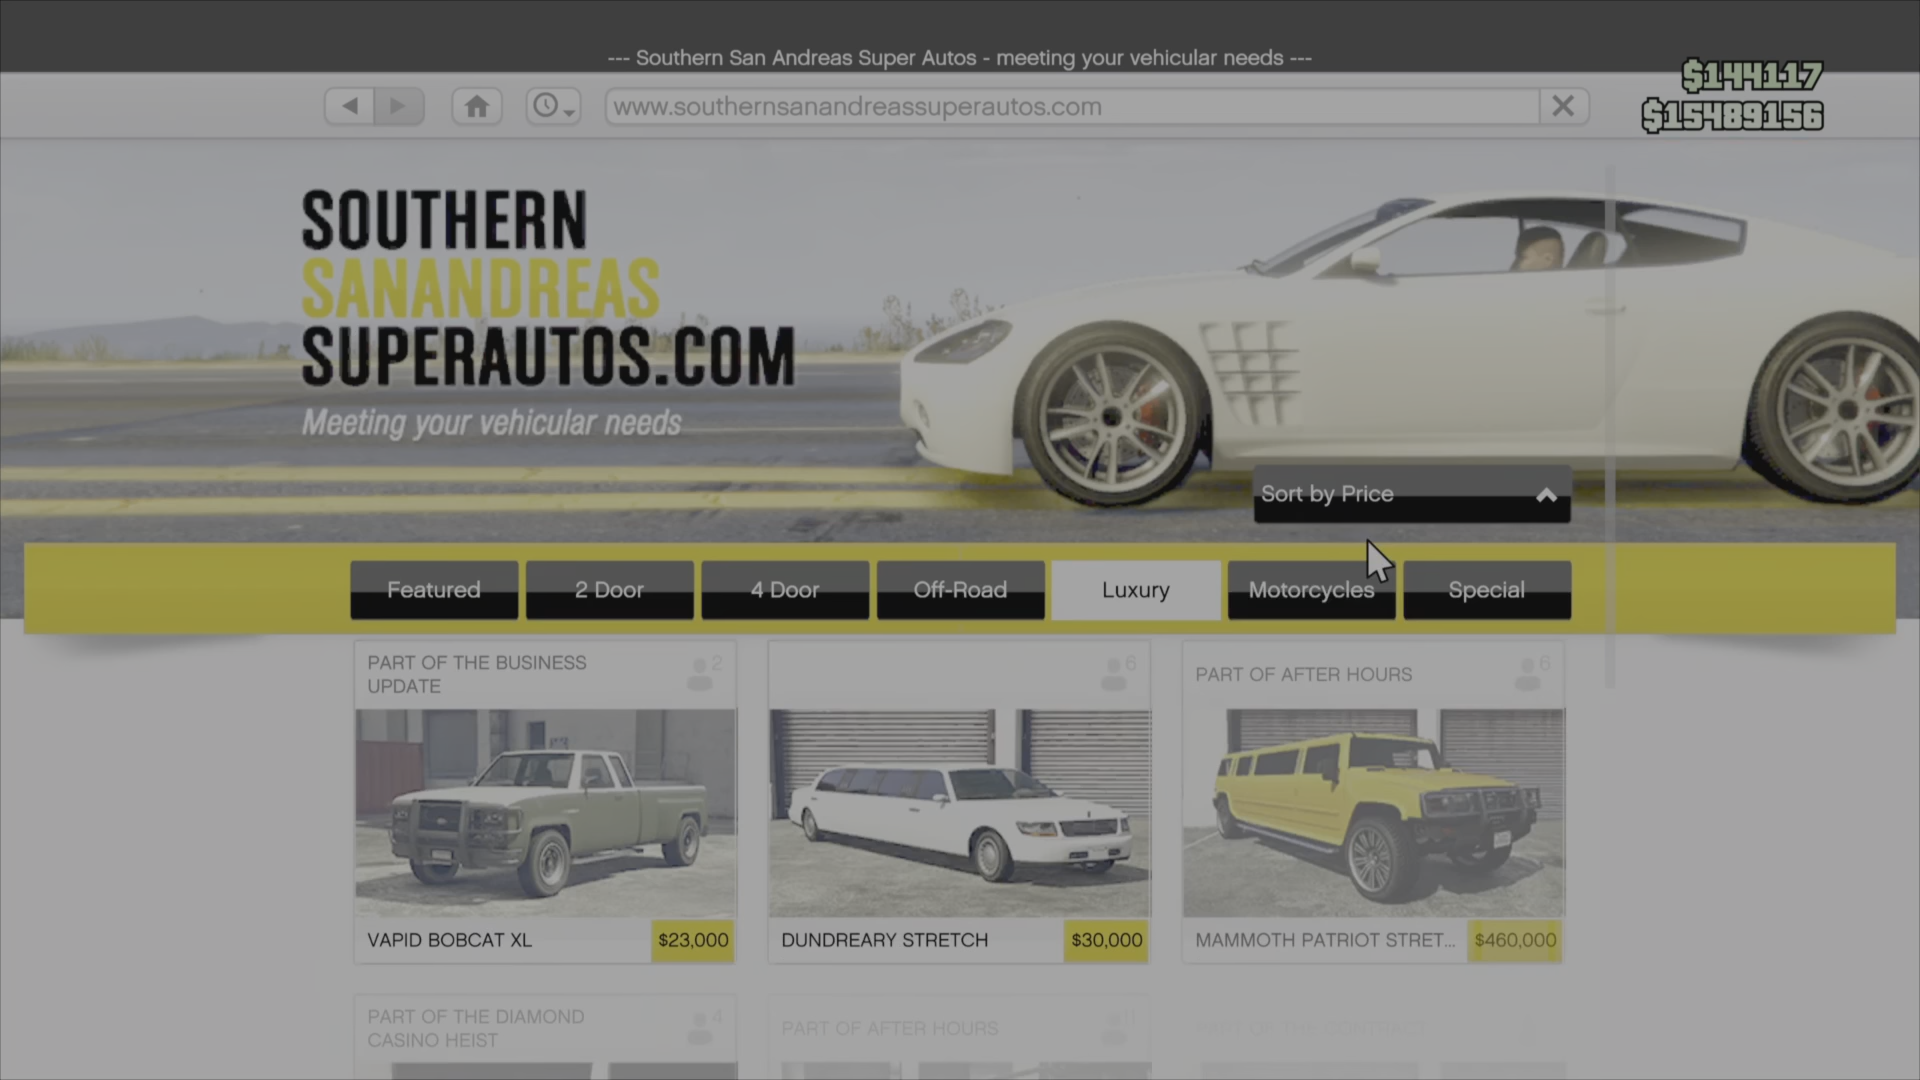 --- Southern San Andreas Super Autos - meeting your vehicular needs ---
$144117
www.southernsanandreassuperautos.com
$15489156
SOUTHERN
SANANDREAS
SUPERAUTOS.COM
Meeting your vehicular needs
Sort by Price
Featured
2 Door
4 Door
Off-Road
Luxury
Motorcycles
Special
PART OF THE BUSINESS
UPDATE
2
6
PART OF AFTER HOURS
6
VAPID BOBCAT XL
$23,000
DUNDREARY STRETCH
$30,000
MAMMOTH PATRIOT STRET...
$460,000
PART OF THE DIAMOND
CASINO HEIST
4
PART OF AFTER HOURS